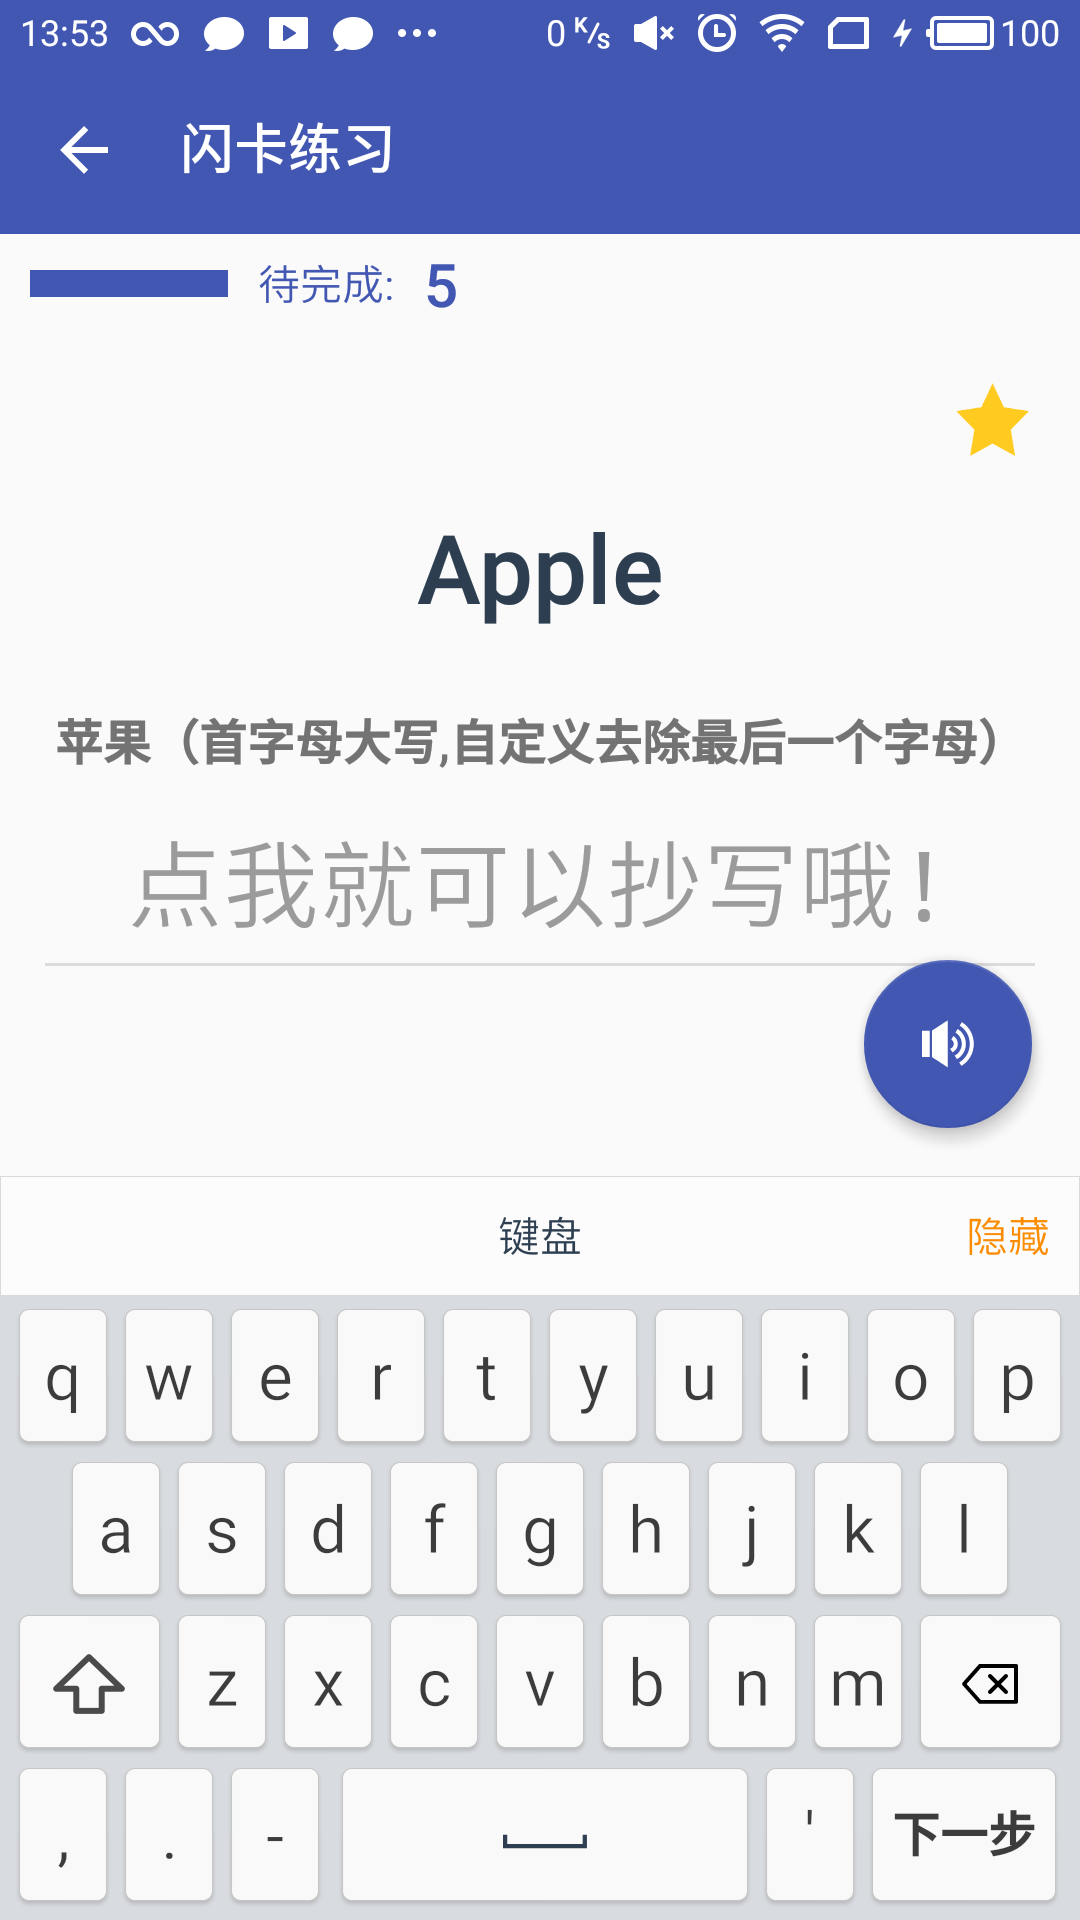 13:53 0 K/s 100
闪卡练习
待完成: 5
Apple
苹果（首字母大写,自定义去除最后一个字母）
点我就可以抄写哦！
键盘 隐藏
q w e r t y u i o p
a s d f g h j k l
z x c v b n m
, . - ' 下一步